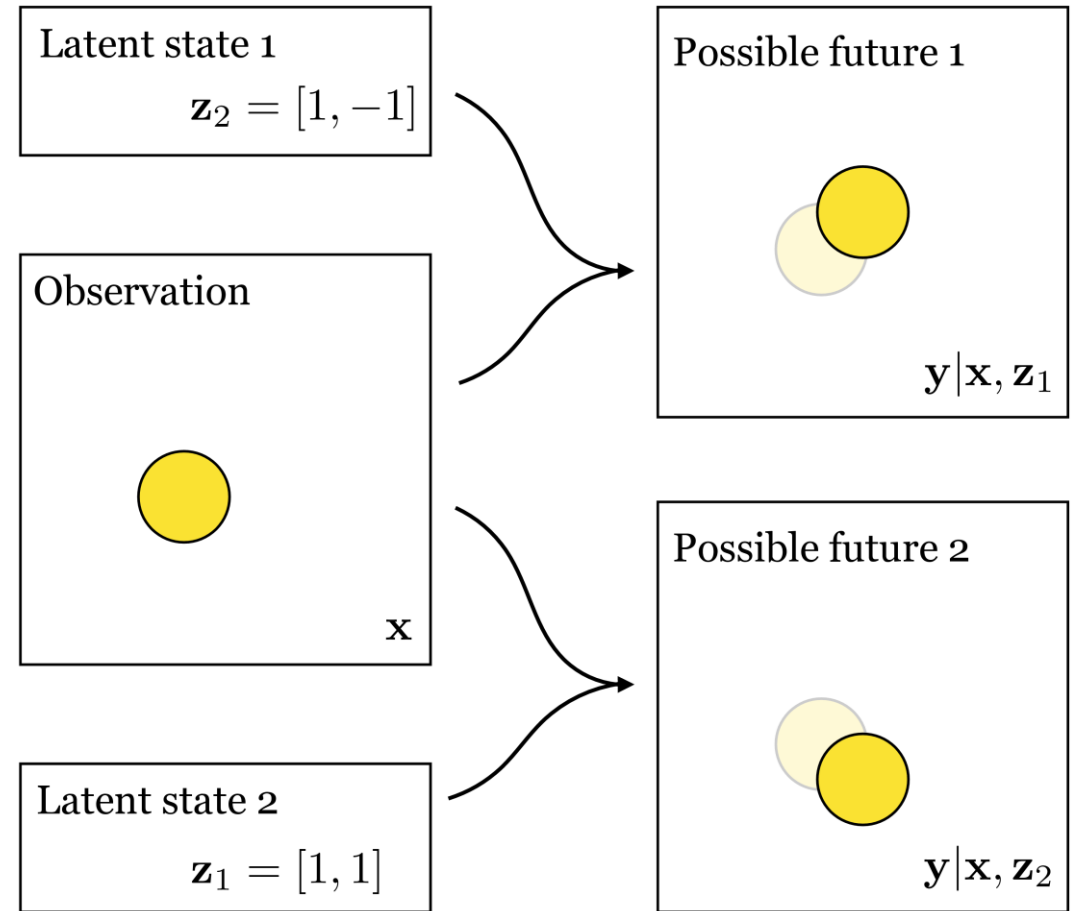 Latent state 1
𝐳₂ = [1, −1]
Observation
𝐱
Latent state 2
𝐳₁ = [1, 1]
Possible future 1
𝐲|𝐱, 𝐳₁
Possible future 2
𝐲|𝐱, 𝐳₂